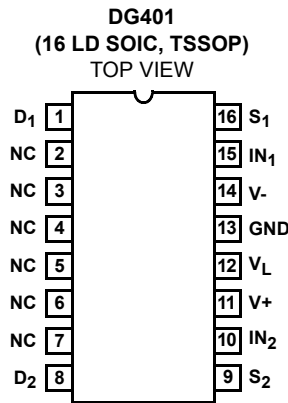 DG401
(16 LD SOIC, TSSOP)
TOP VIEW
D1 1 16 S1
NC 2 15 IN1
NC 3 14 V-
NC 4 13 GND
NC 5 12 VL
NC 6 11 V+
NC 7 10 IN2
D2 8 9 S2